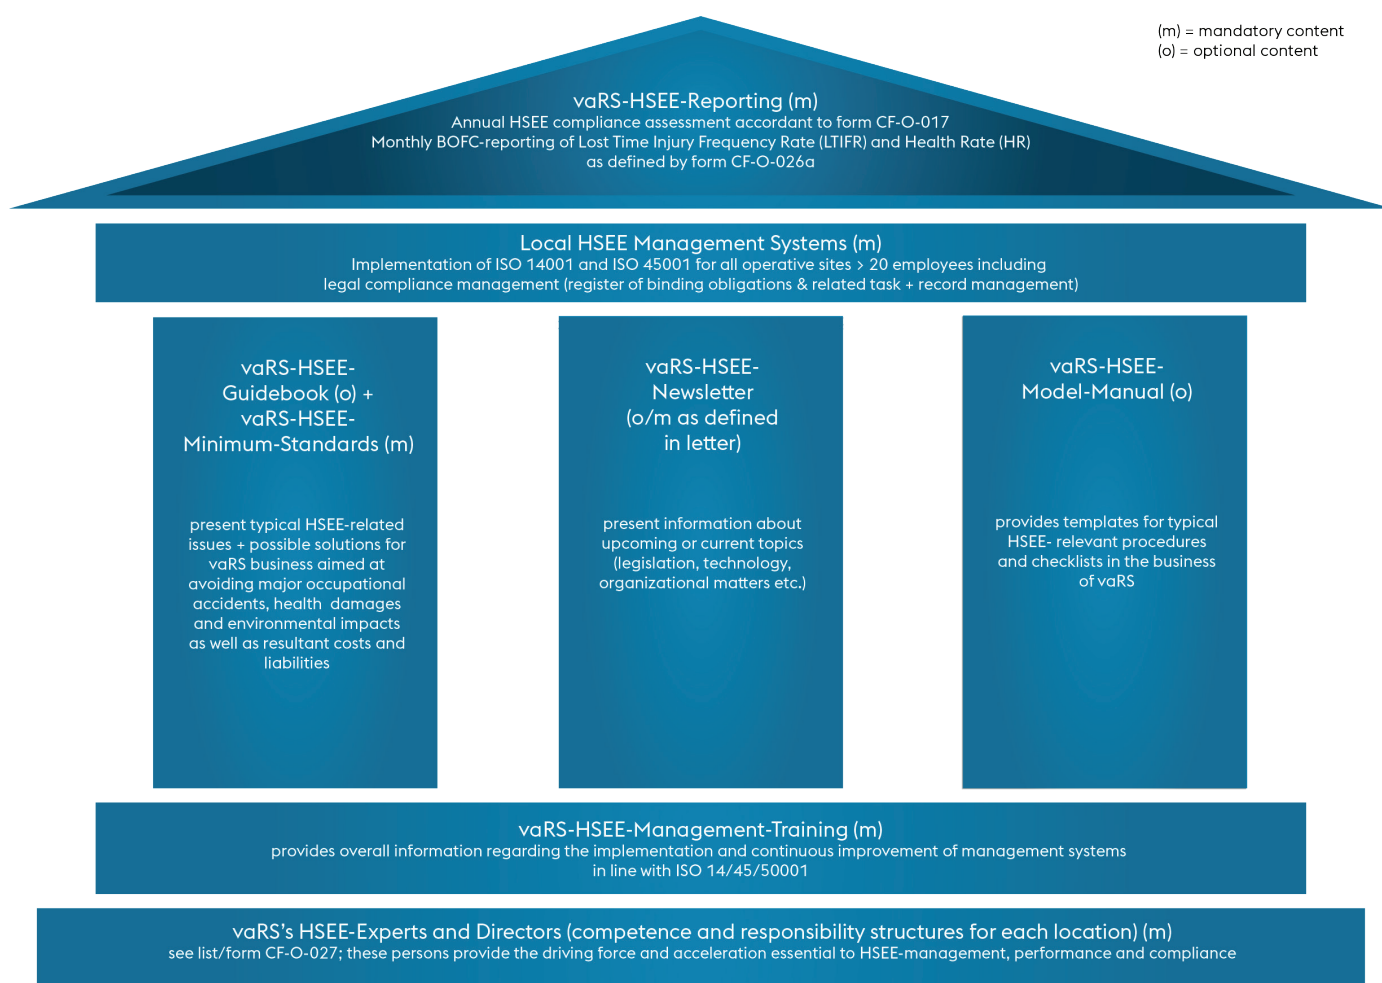 (m) = mandatory content
(o) = optional content
vaRS-HSEE-Reporting (m)
Annual HSEE compliance assessment accordant to form CF-O-017
Monthly BOFC-reporting of Lost Time Injury Frequency Rate (LTIFR) and Health Rate (HR)
as defined by form CF-O-026a
Local HSEE Management Systems (m)
Implementation of ISO 14001 and ISO 45001 for all operative sites > 20 employees including
legal compliance management (register of binding obligations & related task + record management)
vaRS-HSEE-
Guidebook (o) +
vaRS-HSEE-
Minimum-Standards (m)
present typical HSEE-related
issues + possible solutions for
vaRS business aimed at
avoiding major occupational
accidents, health damages
and environmental impacts
as well as resultant costs and
liabilities
vaRS-HSEE-
Newsletter
(o/m as defined
in letter)
present information about
upcoming or current topics
(legislation, technology,
organizational matters etc.)
vaRS-HSEE-
Model-Manual (o)
provides templates for typical
HSEE- relevant procedures
and checklists in the business
of vaRS
vaRS-HSEE-Management-Training (m)
provides overall information regarding the implementation and continuous improvement of management systems
in line with ISO 14/45/50001
vaRS's HSEE-Experts and Directors (competence and responsibility structures for each location) (m)
see list/form CF-O-027; these persons provide the driving force and acceleration essential to HSEE-management, performance and compliance